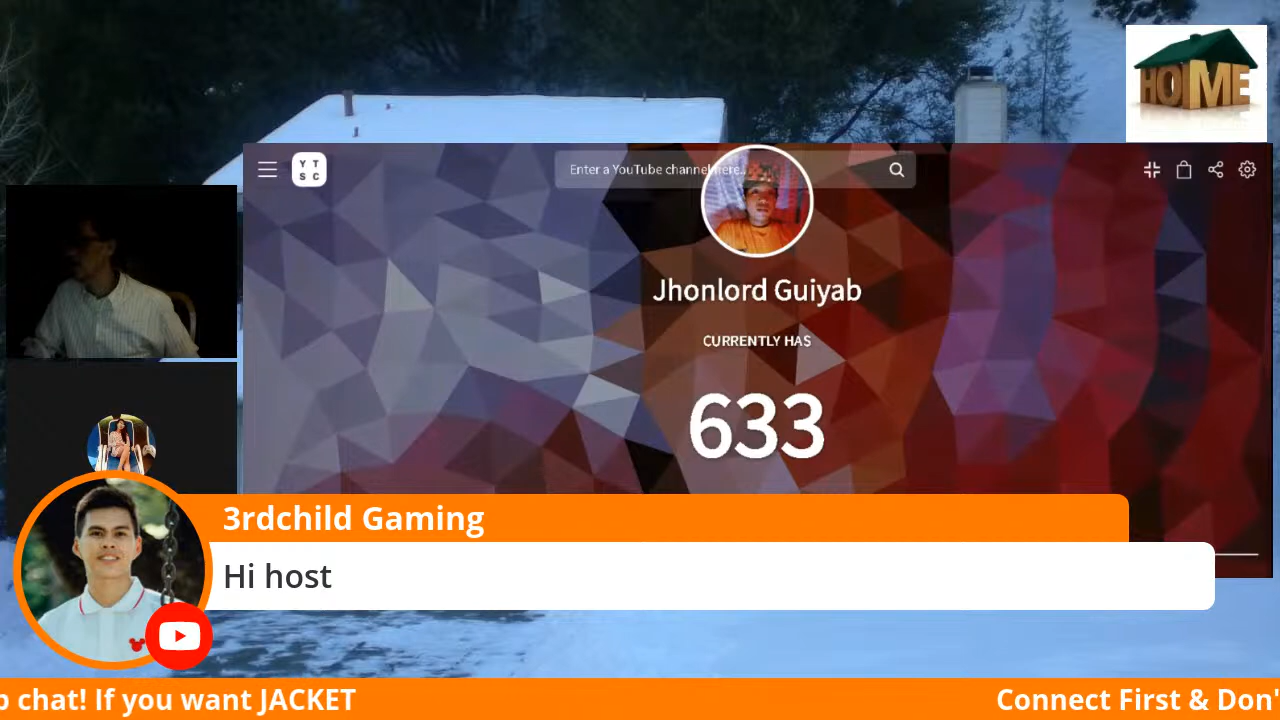 HOME
Y T
S C
Enter a YouTube channel here..
Jhonlord Guiyab
CURRENTLY HAS
633
3rdchild Gaming
Hi host
chat! If you want JACKET
Connect First & Don'